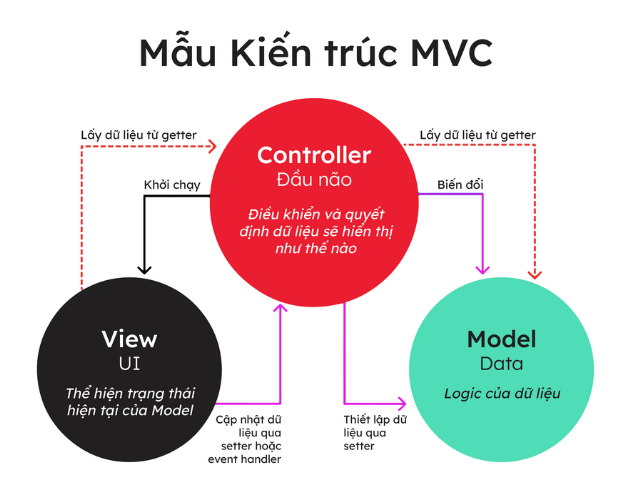 Mẫu Kiến trúc MVC
Lấy dữ liệu từ getter
Lấy dữ liệu từ getter
Controller
Đầu não
Điều khiển và quyết
định dữ liệu sẽ hiển thị
như thế nào
Khởi chạy
Biến đổi
View
UI
Thể hiện trạng thái
hiện tại của Model
Model
Data
Logic của dữ liệu
Cập nhật dữ
liệu qua
setter hoặc
event handler
Thiết lập dữ
liệu qua
setter